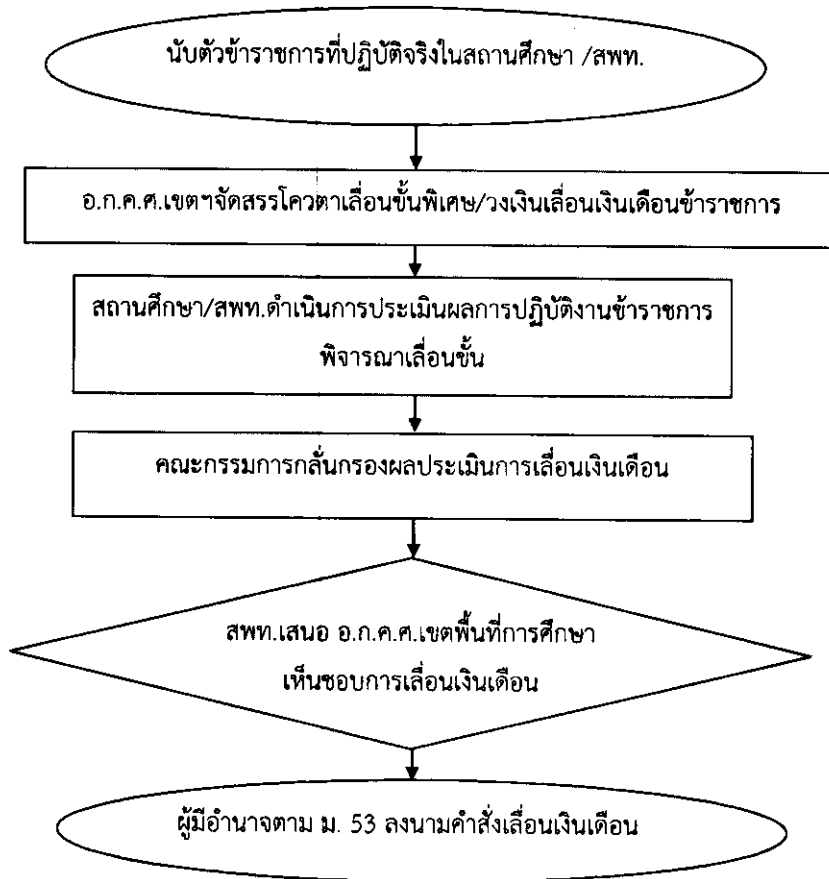 นับตัวข้าราชการที่ปฏิบัติจริงในสถานศึกษา /สพท.
อ.ก.ค.ศ.เขตฯจัดสรรโควตาเลื่อนขั้นพิเศษ/วงเงินเลื่อนเงินเดือนข้าราชการ
สถานศึกษา/สพท.ดำเนินการประเมินผลการปฏิบัติงานข้าราชการ
พิจารณาเลื่อนขั้น
คณะกรรมการกลั่นกรองผลประเมินการเลื่อนเงินเดือน
สพท.เสนอ อ.ก.ค.ศ.เขตพื้นที่การศึกษา
เห็นชอบการเลื่อนเงินเดือน
ผู้มีอำนาจตาม ม. 53 ลงนามคำสั่งเลื่อนเงินเดือน